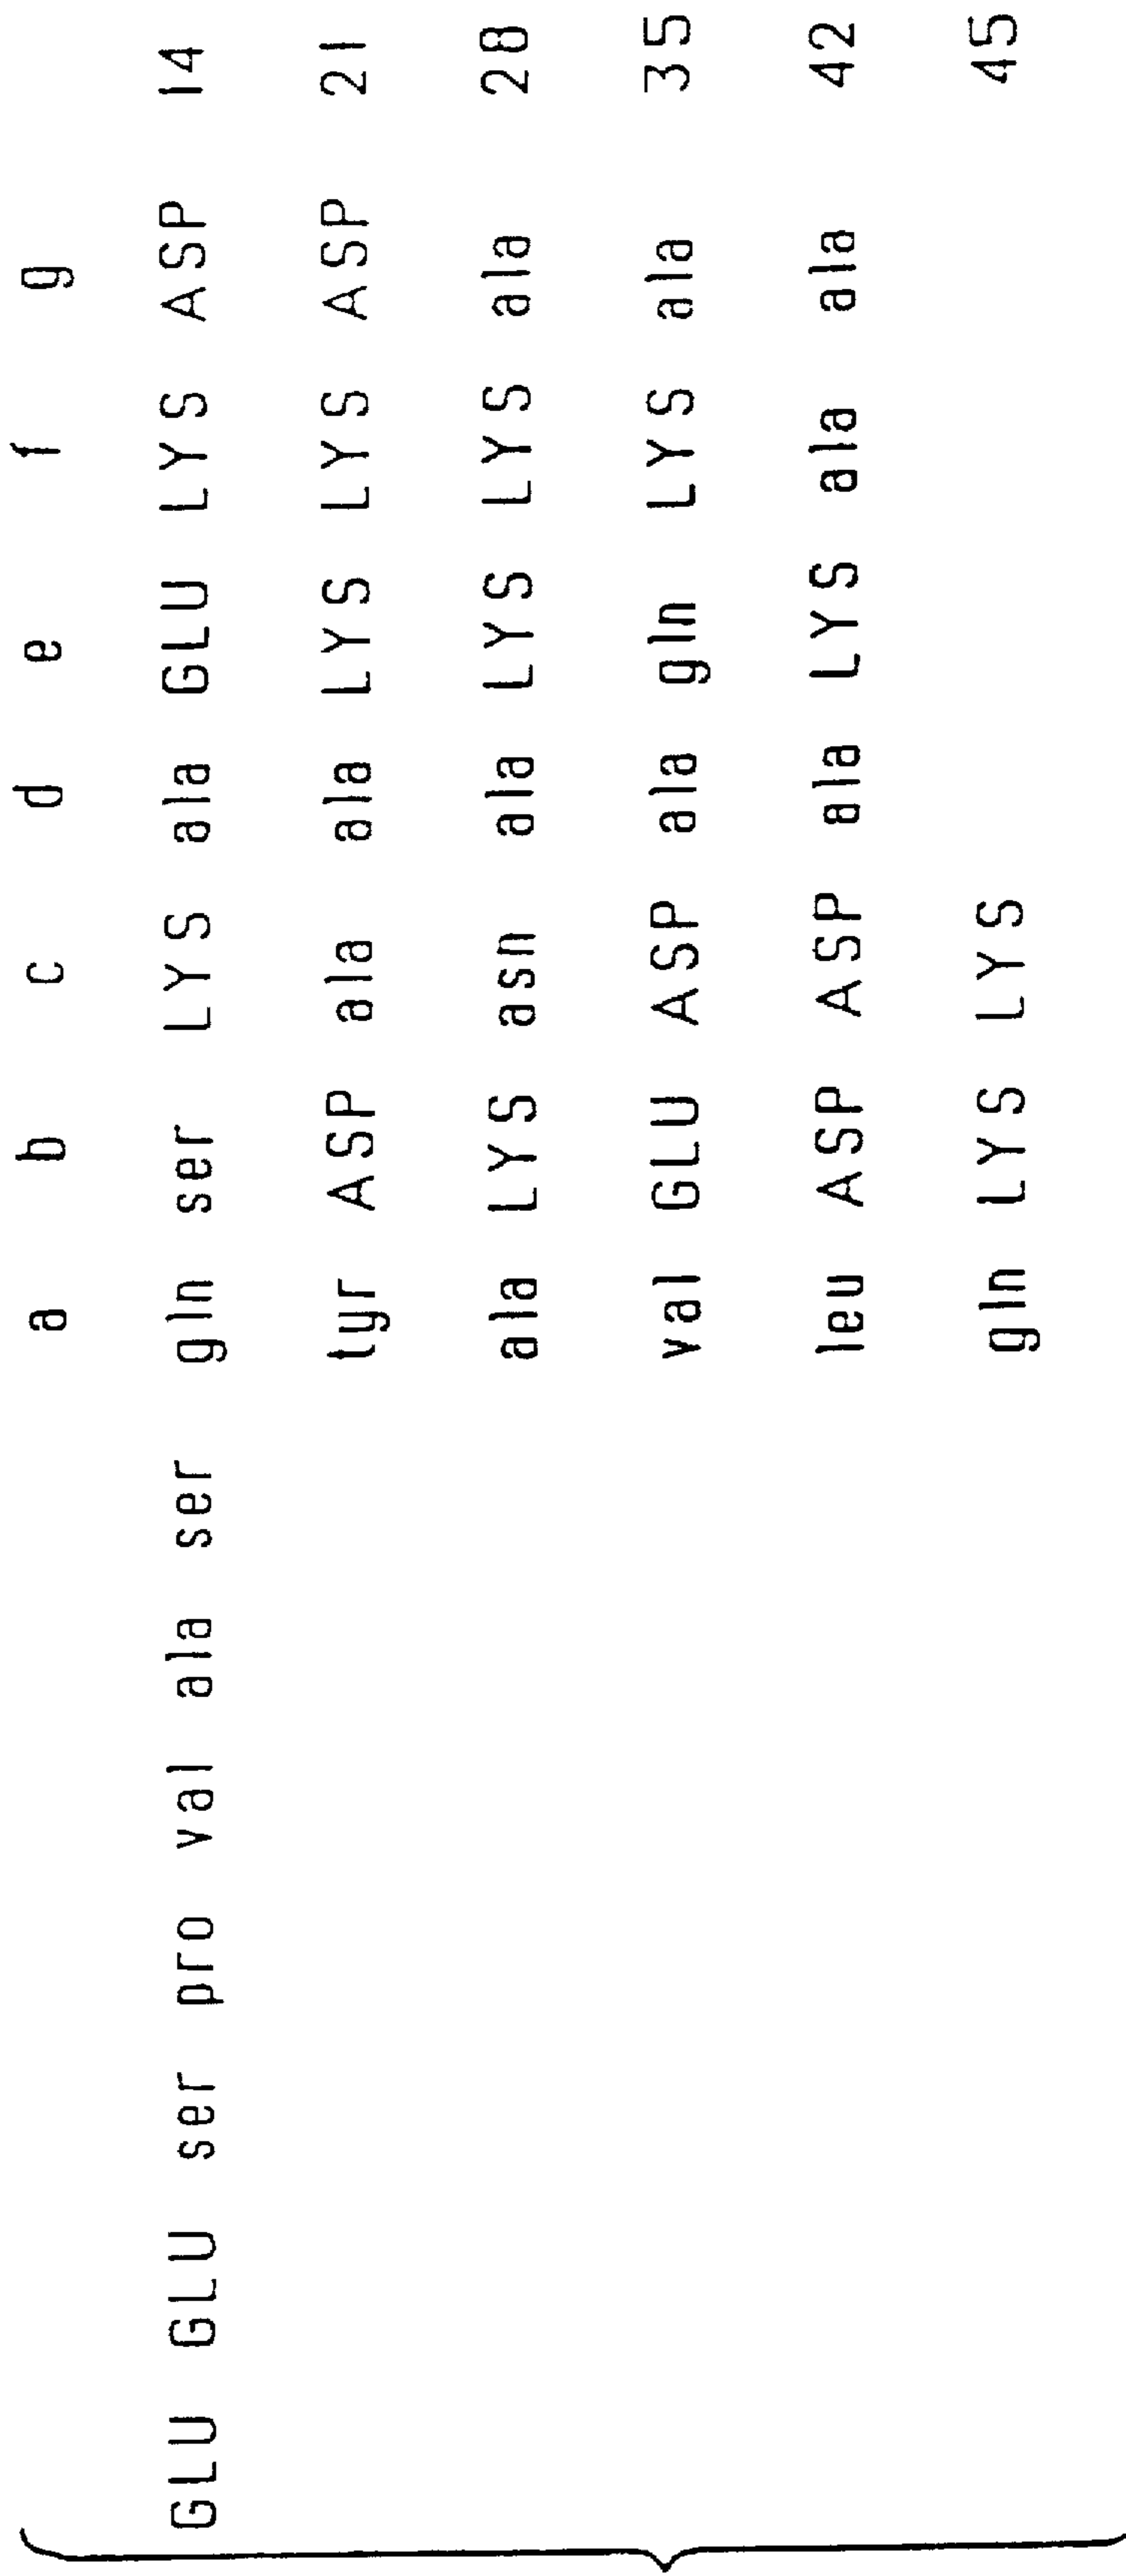 a b c d e f g
GLU GLU ser pro val ala ser gln ser LYS ala GLU LYS ASP 14
tyr ASP ala ala LYS LYS ASP 21
ala LYS asn ala LYS LYS ala 28
val GLU ASP ala gln LYS ala 35
leu ASP ASP ala LYS ala ala 42
gln LYS LYS 45